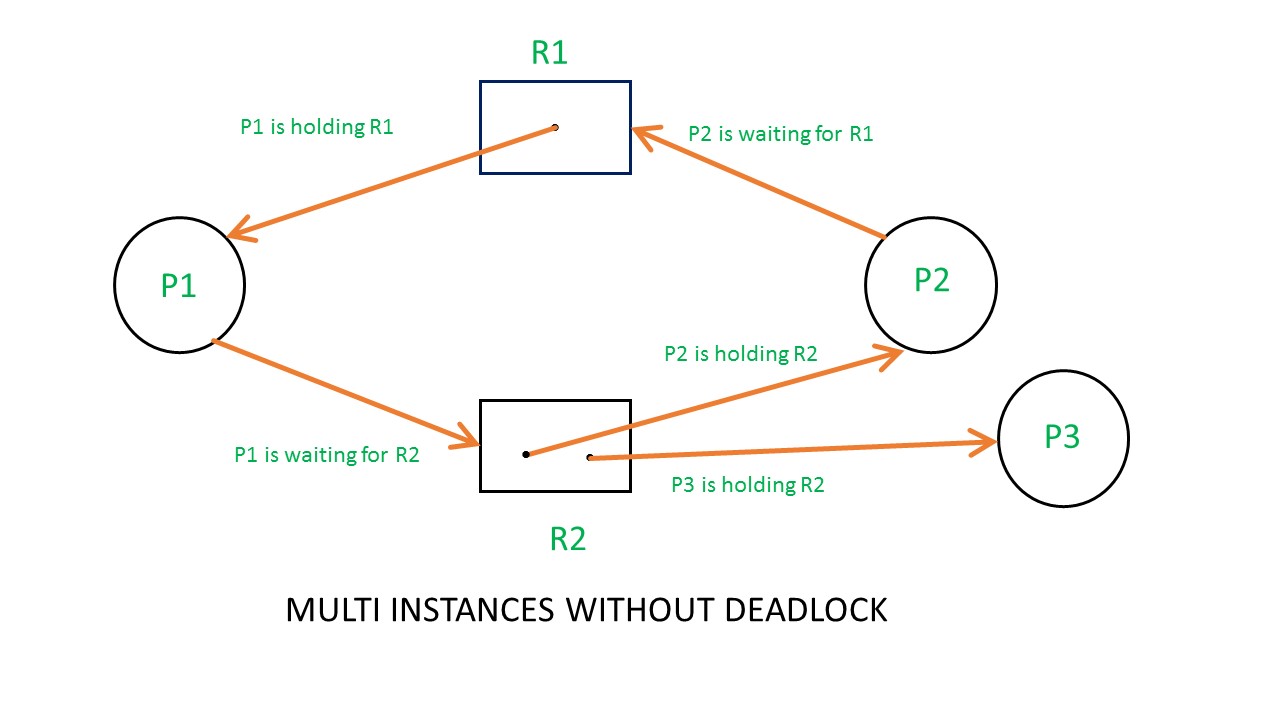 R1
P1 is holding R1
P2 is waiting for R1
P1
P2
P2 is holding R2
P3
P1 is waiting for R2
P3 is holding R2
R2
MULTI INSTANCES WITHOUT DEADLOCK